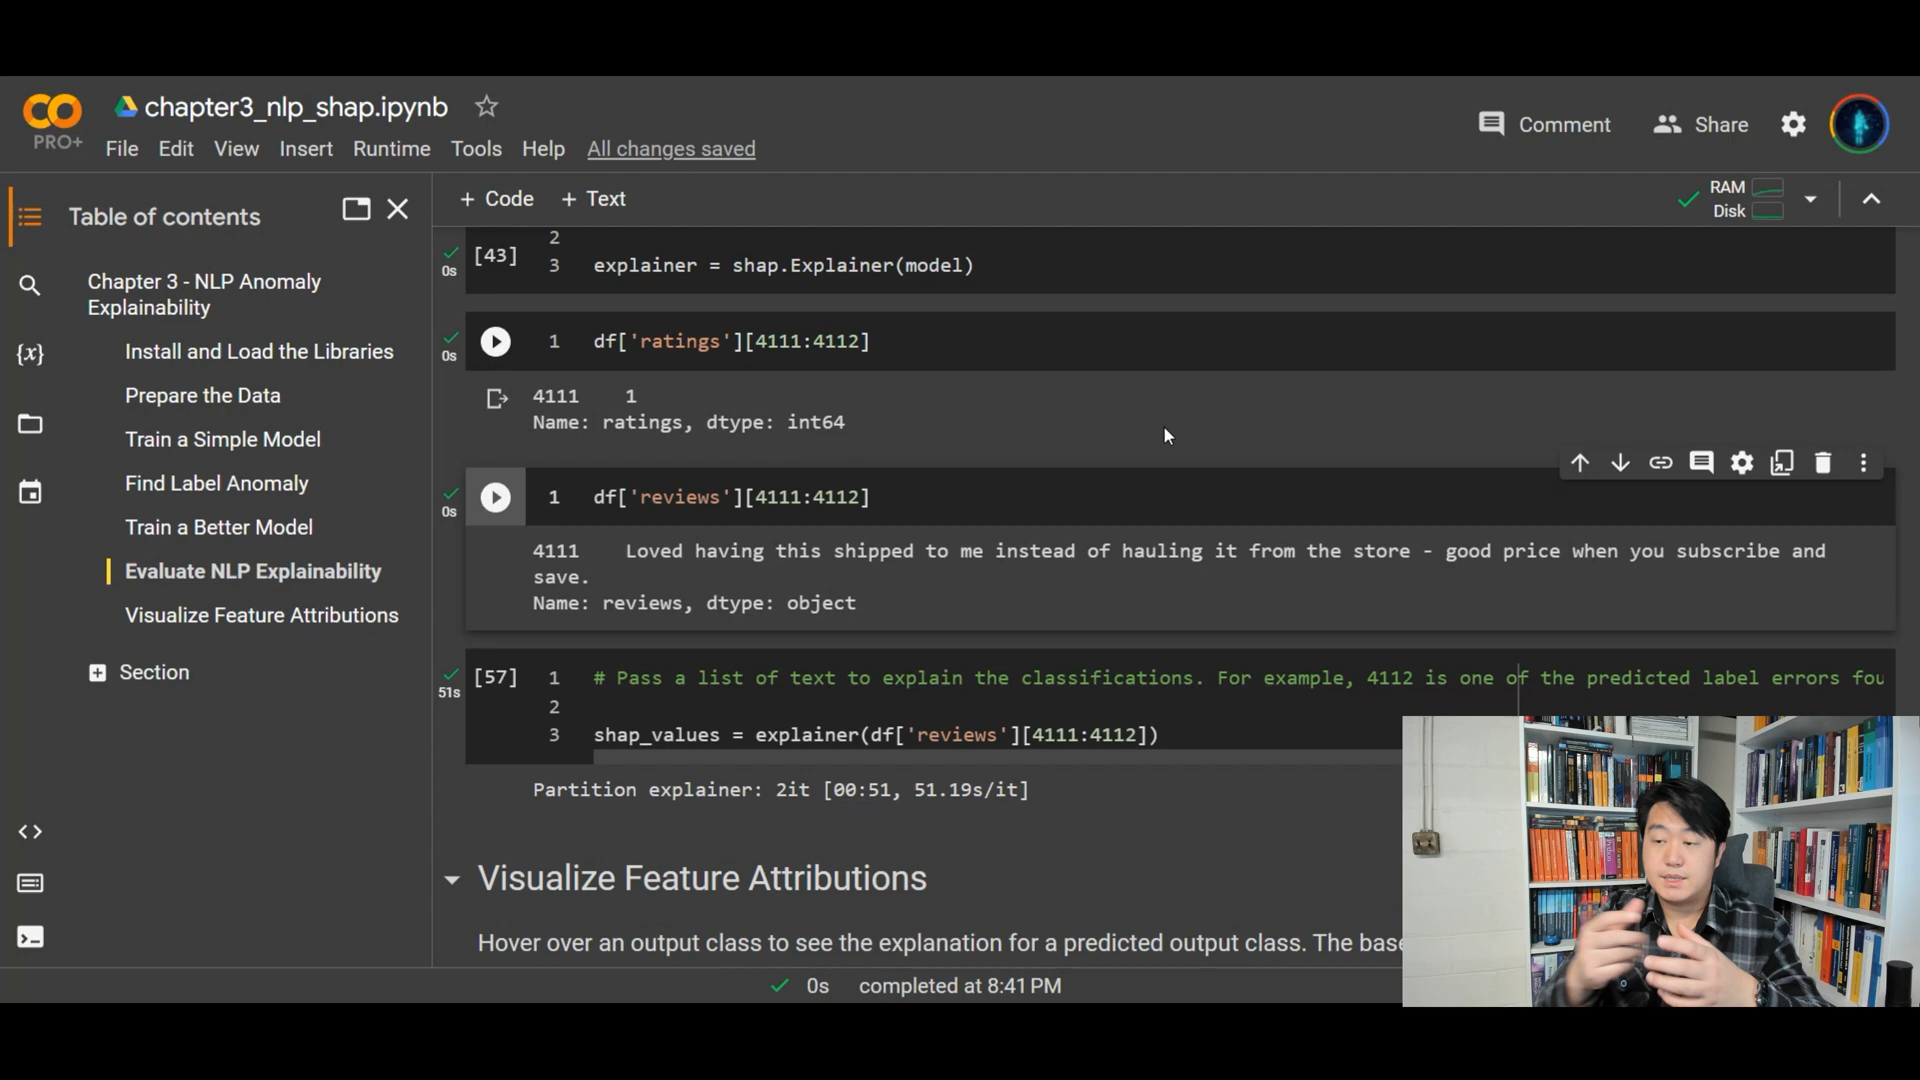 CO
PRO+
chapter3_nlp_shap.ipynb
File Edit View Insert Runtime Tools Help All changes saved
Comment
Share
Table of contents
+ Code + Text
RAM
Disk
Chapter 3 - NLP Anomaly
Explainability
Install and Load the Libraries
Prepare the Data
Train a Simple Model
Find Label Anomaly
Train a Better Model
Evaluate NLP Explainability
Visualize Feature Attributions
Section
{x}
0s
[43]
2
3 explainer = shap.Explainer(model)
0s
1 df['ratings'][4111:4112]
4111 1
Name: ratings, dtype: int64
0s
1 df['reviews'][4111:4112]
4111 Loved having this shipped to me instead of hauling it from the store - good price when you subscribe and
save.
Name: reviews, dtype: object
51s
[57]
1 # Pass a list of text to explain the classifications. For example, 4112 is one of the predicted label errors fou
2
3 shap_values = explainer(df['reviews'][4111:4112])
Partition explainer: 2it [00:51, 51.19s/it]
Visualize Feature Attributions
Hover over an output class to see the explanation for a predicted output class. The base
0s completed at 8:41 PM